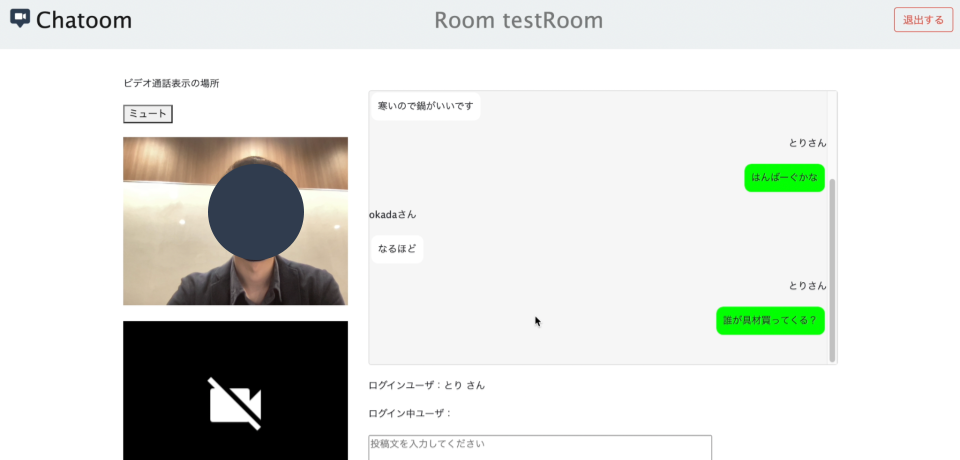 Chatoom
Room testRoom
退出する
ビデオ通話表示の場所
ミュート
寒いので鍋がいいです
とりさん
はんばーぐかな
okadaさん
なるほど
とりさん
誰が具材買ってくる？
ログインユーザ：とり さん
ログイン中ユーザ：
投稿文を入力してください